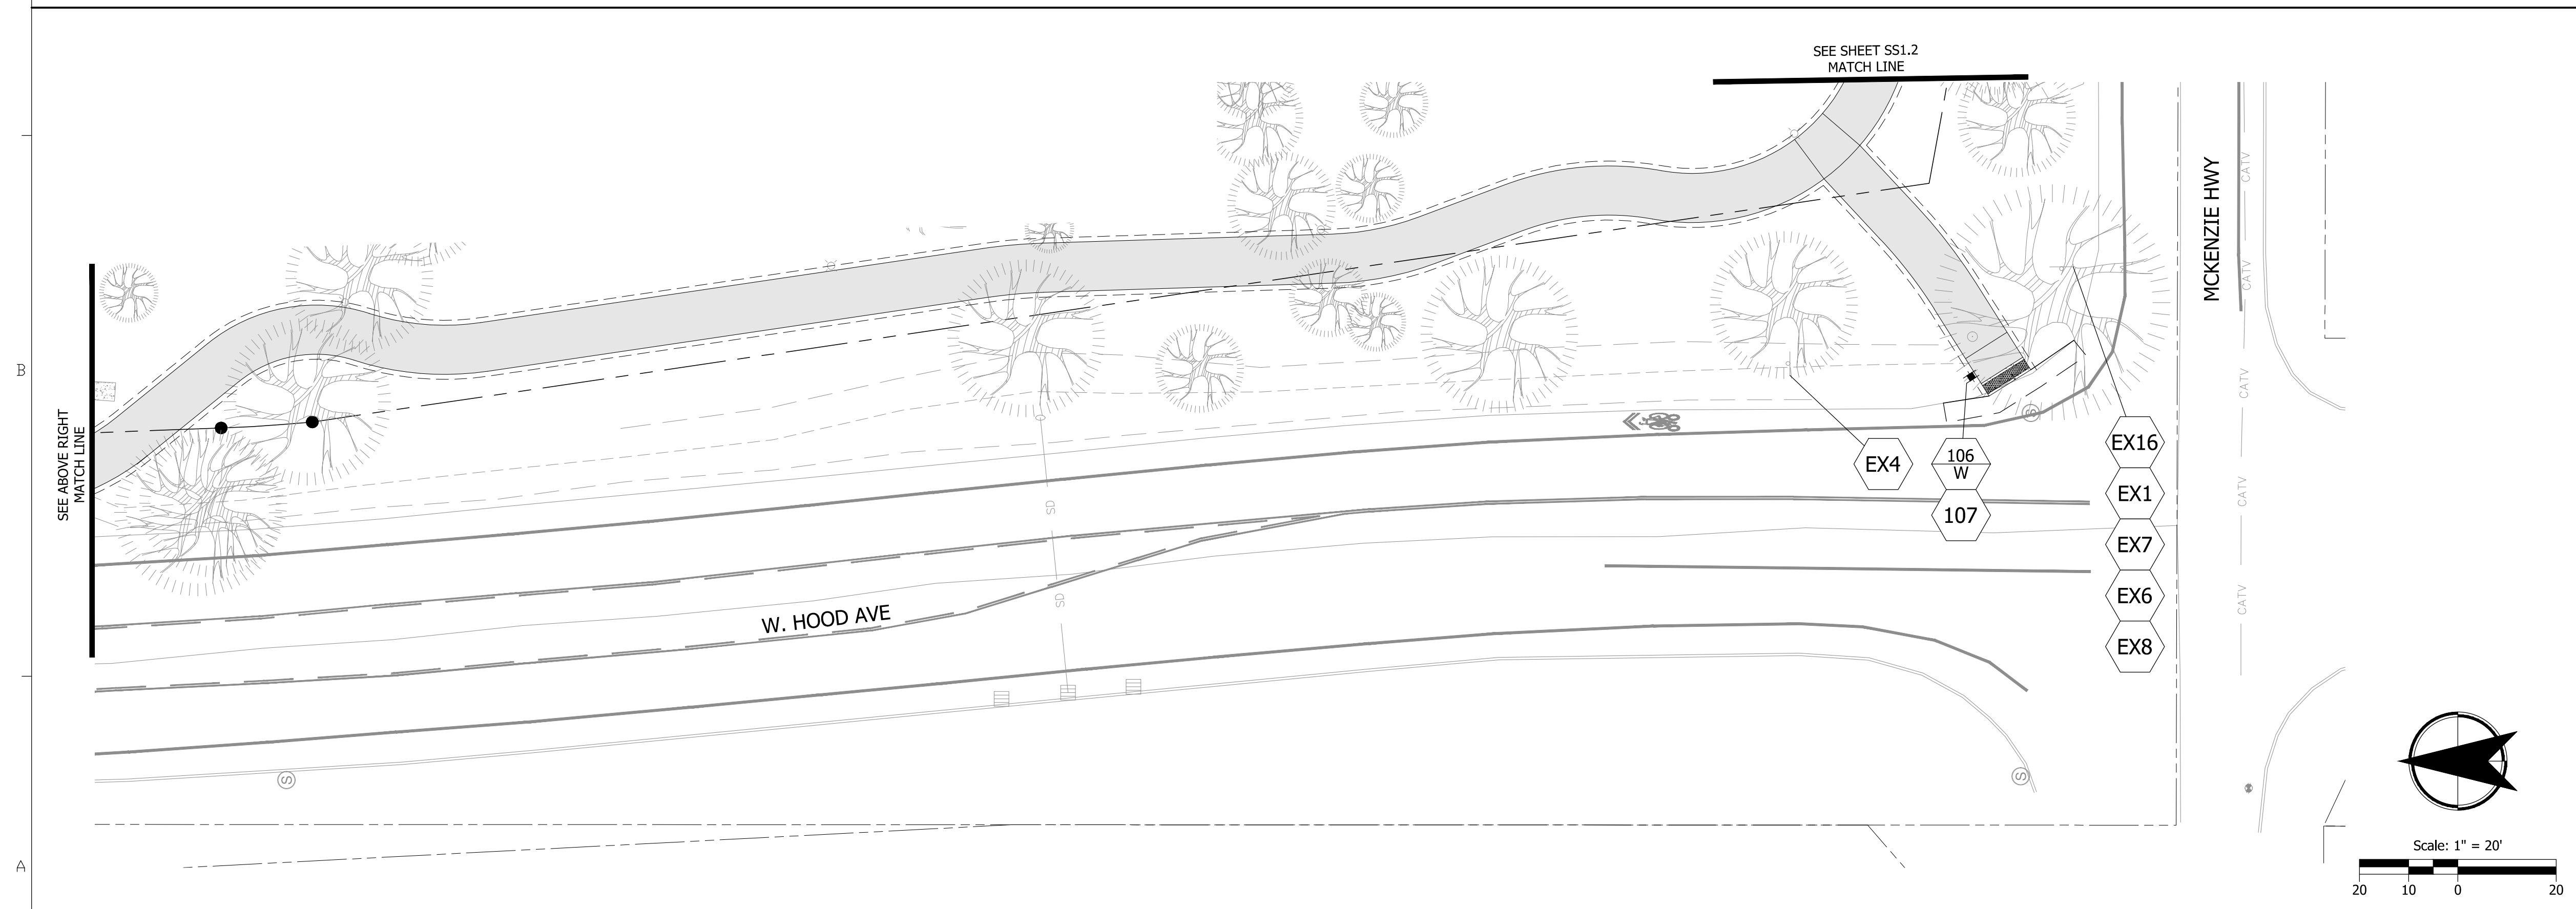 SEE SHEET SS1.2
MATCH LINE
MCKENZIE HWY
CATV
CATV
CATV
CATV
CATV
B
SEE ABOVE RIGHT
MATCH LINE
S
EX4
106
W
107
EX16
EX1
EX7
EX6
EX8
SD
SD
W. HOOD AVE
S
S
Scale: 1" = 20'
A
20 10 0 20